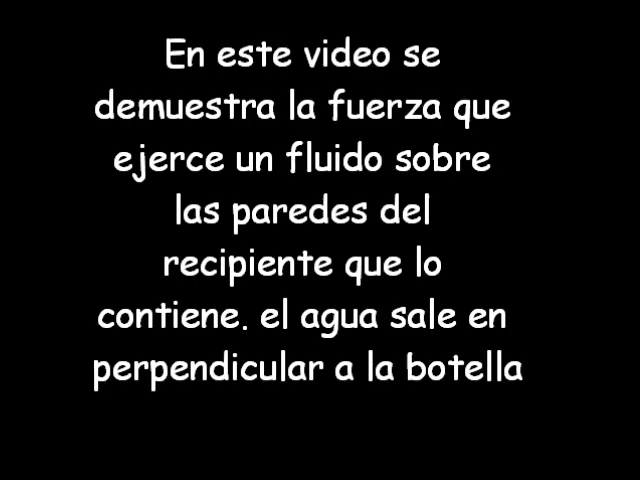 En este video se
demuestra la fuerza que
ejerce un fluido sobre
las paredes del
recipiente que lo
contiene. el agua sale en
perpendicular a la botella